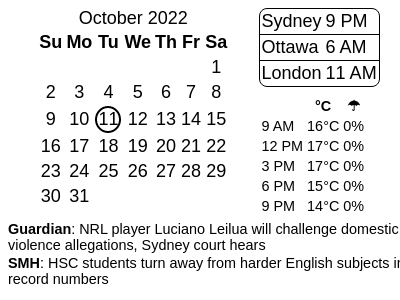 October 2022
Su Mo Tu We Th Fr Sa
1
2 3 4 5 6 7 8
9 10 11 12 13 14 15
16 17 18 19 20 21 22
23 24 25 26 27 28 29
30 31
Sydney 9 PM
Ottawa 6 AM
London 11 AM
°C ☂
9 AM 16°C 0%
12 PM 17°C 0%
3 PM 17°C 0%
6 PM 15°C 0%
9 PM 14°C 0%
Guardian: NRL player Luciano Leilua will challenge domestic
violence allegations, Sydney court hears
SMH: HSC students turn away from harder English subjects in
record numbers